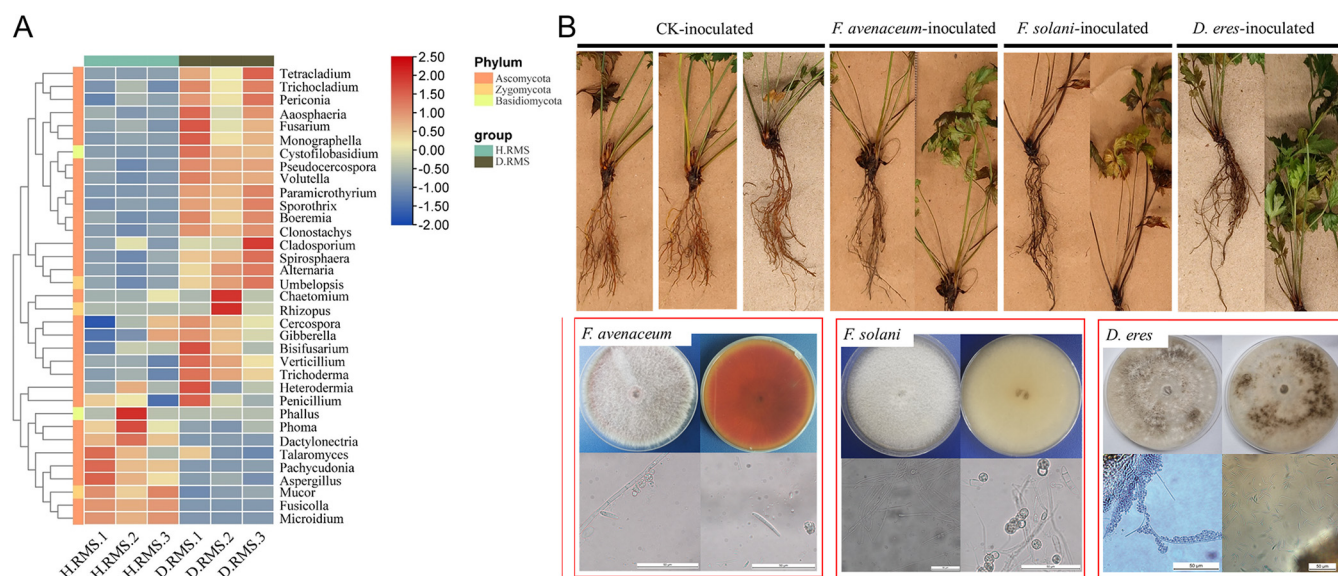 A
2.50
2.00
1.50
1.00
0.50
0.00
-0.50
-1.00
-1.50
-2.00
Phylum
Ascomycota
Zygomycota
Basidiomycota
group
H.RMS
D.RMS
Tetracladium
Trichocladium
Periconia
Aaosphaeria
Fusarium
Monographella
Cystofilobasidium
Pseudocercospora
Volutella
Paramicrothyrium
Sporothrix
Boeremia
Clonostachys
Cladosporium
Spirosphaera
Alternaria
Umbelopsis
Chaetomium
Rhizopus
Cercospora
Gibberella
Bisifusarium
Verticillium
Trichoderma
Heterodermia
Penicillium
Phallus
Phoma
Dactylonectria
Talaromyces
Pachycudonia
Aspergillus
Mucor
Fusicolla
Microidium
H.RMS.1
H.RMS.2
H.RMS.3
D.RMS.1
D.RMS.2
D.RMS.3
B
CK-inoculated
F. avenaceum-inoculated
F. solani-inoculated
D. eres-inoculated
F. avenaceum
F. solani
D. eres
50 μm
50 μm